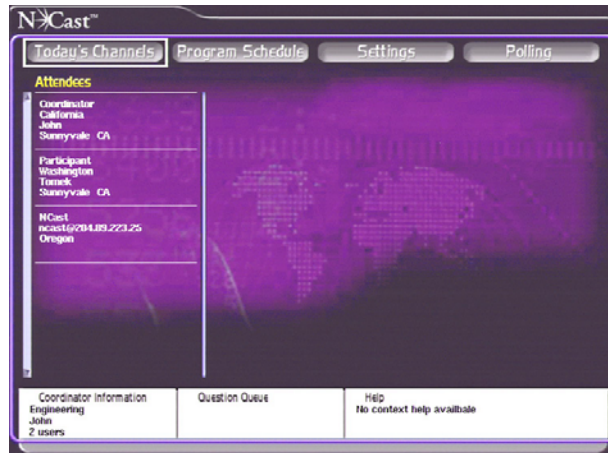 NCast™
Today's Channels Program Schedule Settings Polling
Attendees
Coordinator
California
John
Sunnyvale CA
Participant
Washington
Tomek
Sunnyvale CA
NCast
ncast@204.89.223.25
Oregon
Coordinator Information
Engineering
John
2 users
Question Queue
Help
No context help availbale